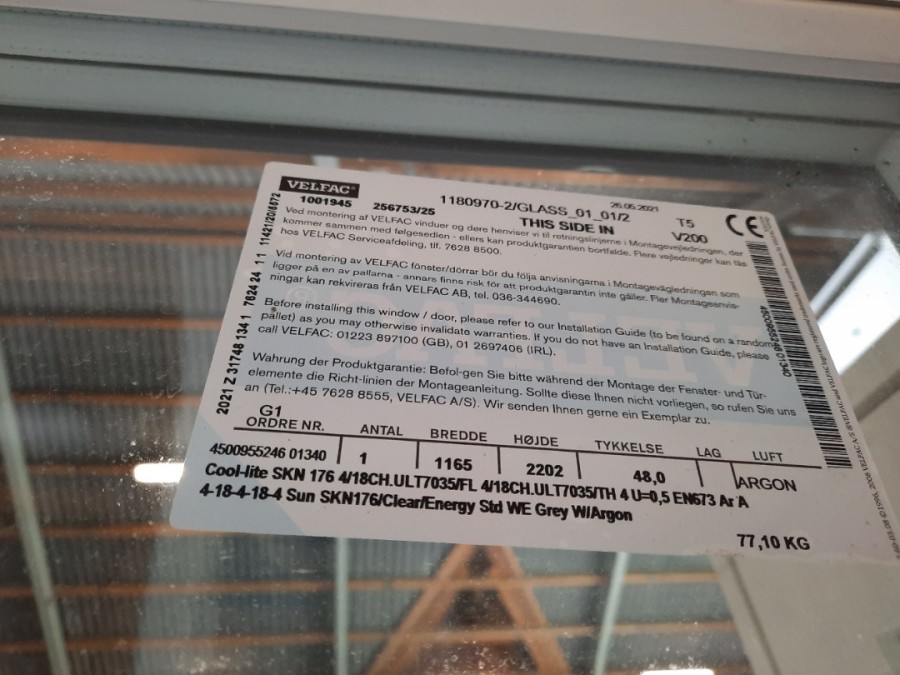 VELFAC®
1001945 256753/25 1180970-2/GLASS_01_01/2 26.05.2021 T5 CE
THIS SIDE IN V200
Ved montering af VELFAC vinduer og døre henviser vi til retningslinjerne i Montagevejledningen, der
kommer sammen med følgesedlen - ellers kan produktgarantien bortfalde. Flere vejledninger kan fås
hos VELFAC Serviceafdeling, tlf. 7628 8500.
Vid montering av VELFAC fönster/dörrar bör du följa anvisningarna i Montagevägledningen som
ligger på en av pallarna - annars finns risk för att produktgarantin inte gäller. Fler Montageanvis-
ningar kan rekvireras från VELFAC AB, tel. 036-344690.
Before installing this window / door, please refer to our Installation Guide (to be found on a random
pallet) as you may otherwise invalidate warranties. If you do not have an Installation Guide, please
call VELFAC: 01223 897100 (GB), 01 2697406 (IRL).
Wahrung der Produktgarantie: Befol-gen Sie bitte während der Montage der Fenster- und Tür-
elemente die Richt-linien der Montageanleitung. Sollte diese Ihnen nicht vorliegen, so rufen Sie uns
an (Tel.:+45 7628 8555, VELFAC A/S). Wir senden Ihnen gerne ein Exemplar zu.
G1
ORDRE NR. ANTAL BREDDE HØJDE TYKKELSE LAG LUFT
4500955246 01340 1 1165 2202 48,0 ARGON
Cool-lite SKN 176 4/18CH.ULT7035/FL 4/18CH.ULT7035/TH 4 U=0,5 EN673 Ar A
4-18-4-18-4 Sun SKN176/Clear/Energy Std WE Grey W/Argon
77,10 KG
2021 Z 31748 1341 7624 24 1 1 11421/20/5572